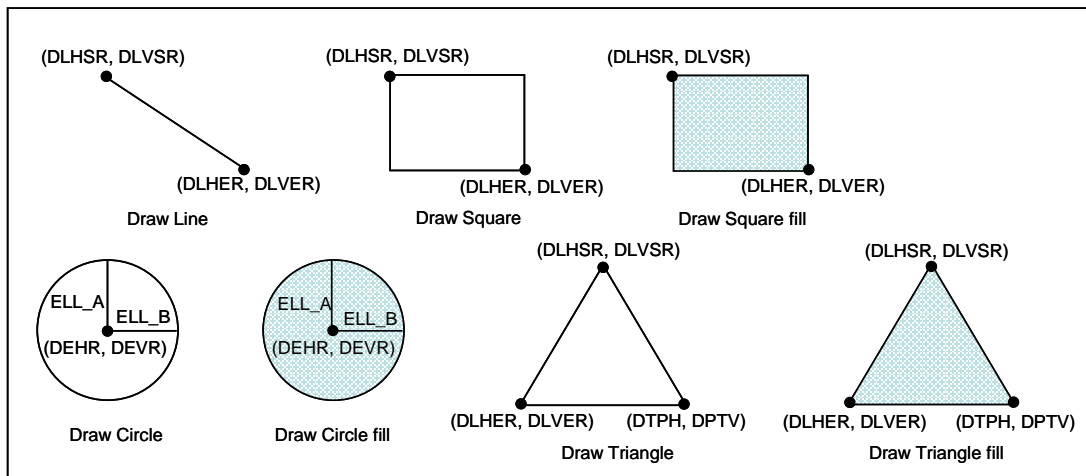 (DLHSR, DLVSR)
(DLHER, DLVER)
Draw Line
(DLHSR, DLVSR)
(DLHER, DLVER)
Draw Square
(DLHSR, DLVSR)
(DLHER, DLVER)
Draw Square fill
ELL_A
ELL_B
(DEHR, DEVR)
Draw Circle
ELL_A
ELL_B
(DEHR, DEVR)
Draw Circle fill
(DLHSR, DLVSR)
(DLHER, DLVER)
(DTPH, DPTV)
Draw Triangle
(DLHSR, DLVSR)
(DLHER, DLVER)
(DTPH, DPTV)
Draw Triangle fill